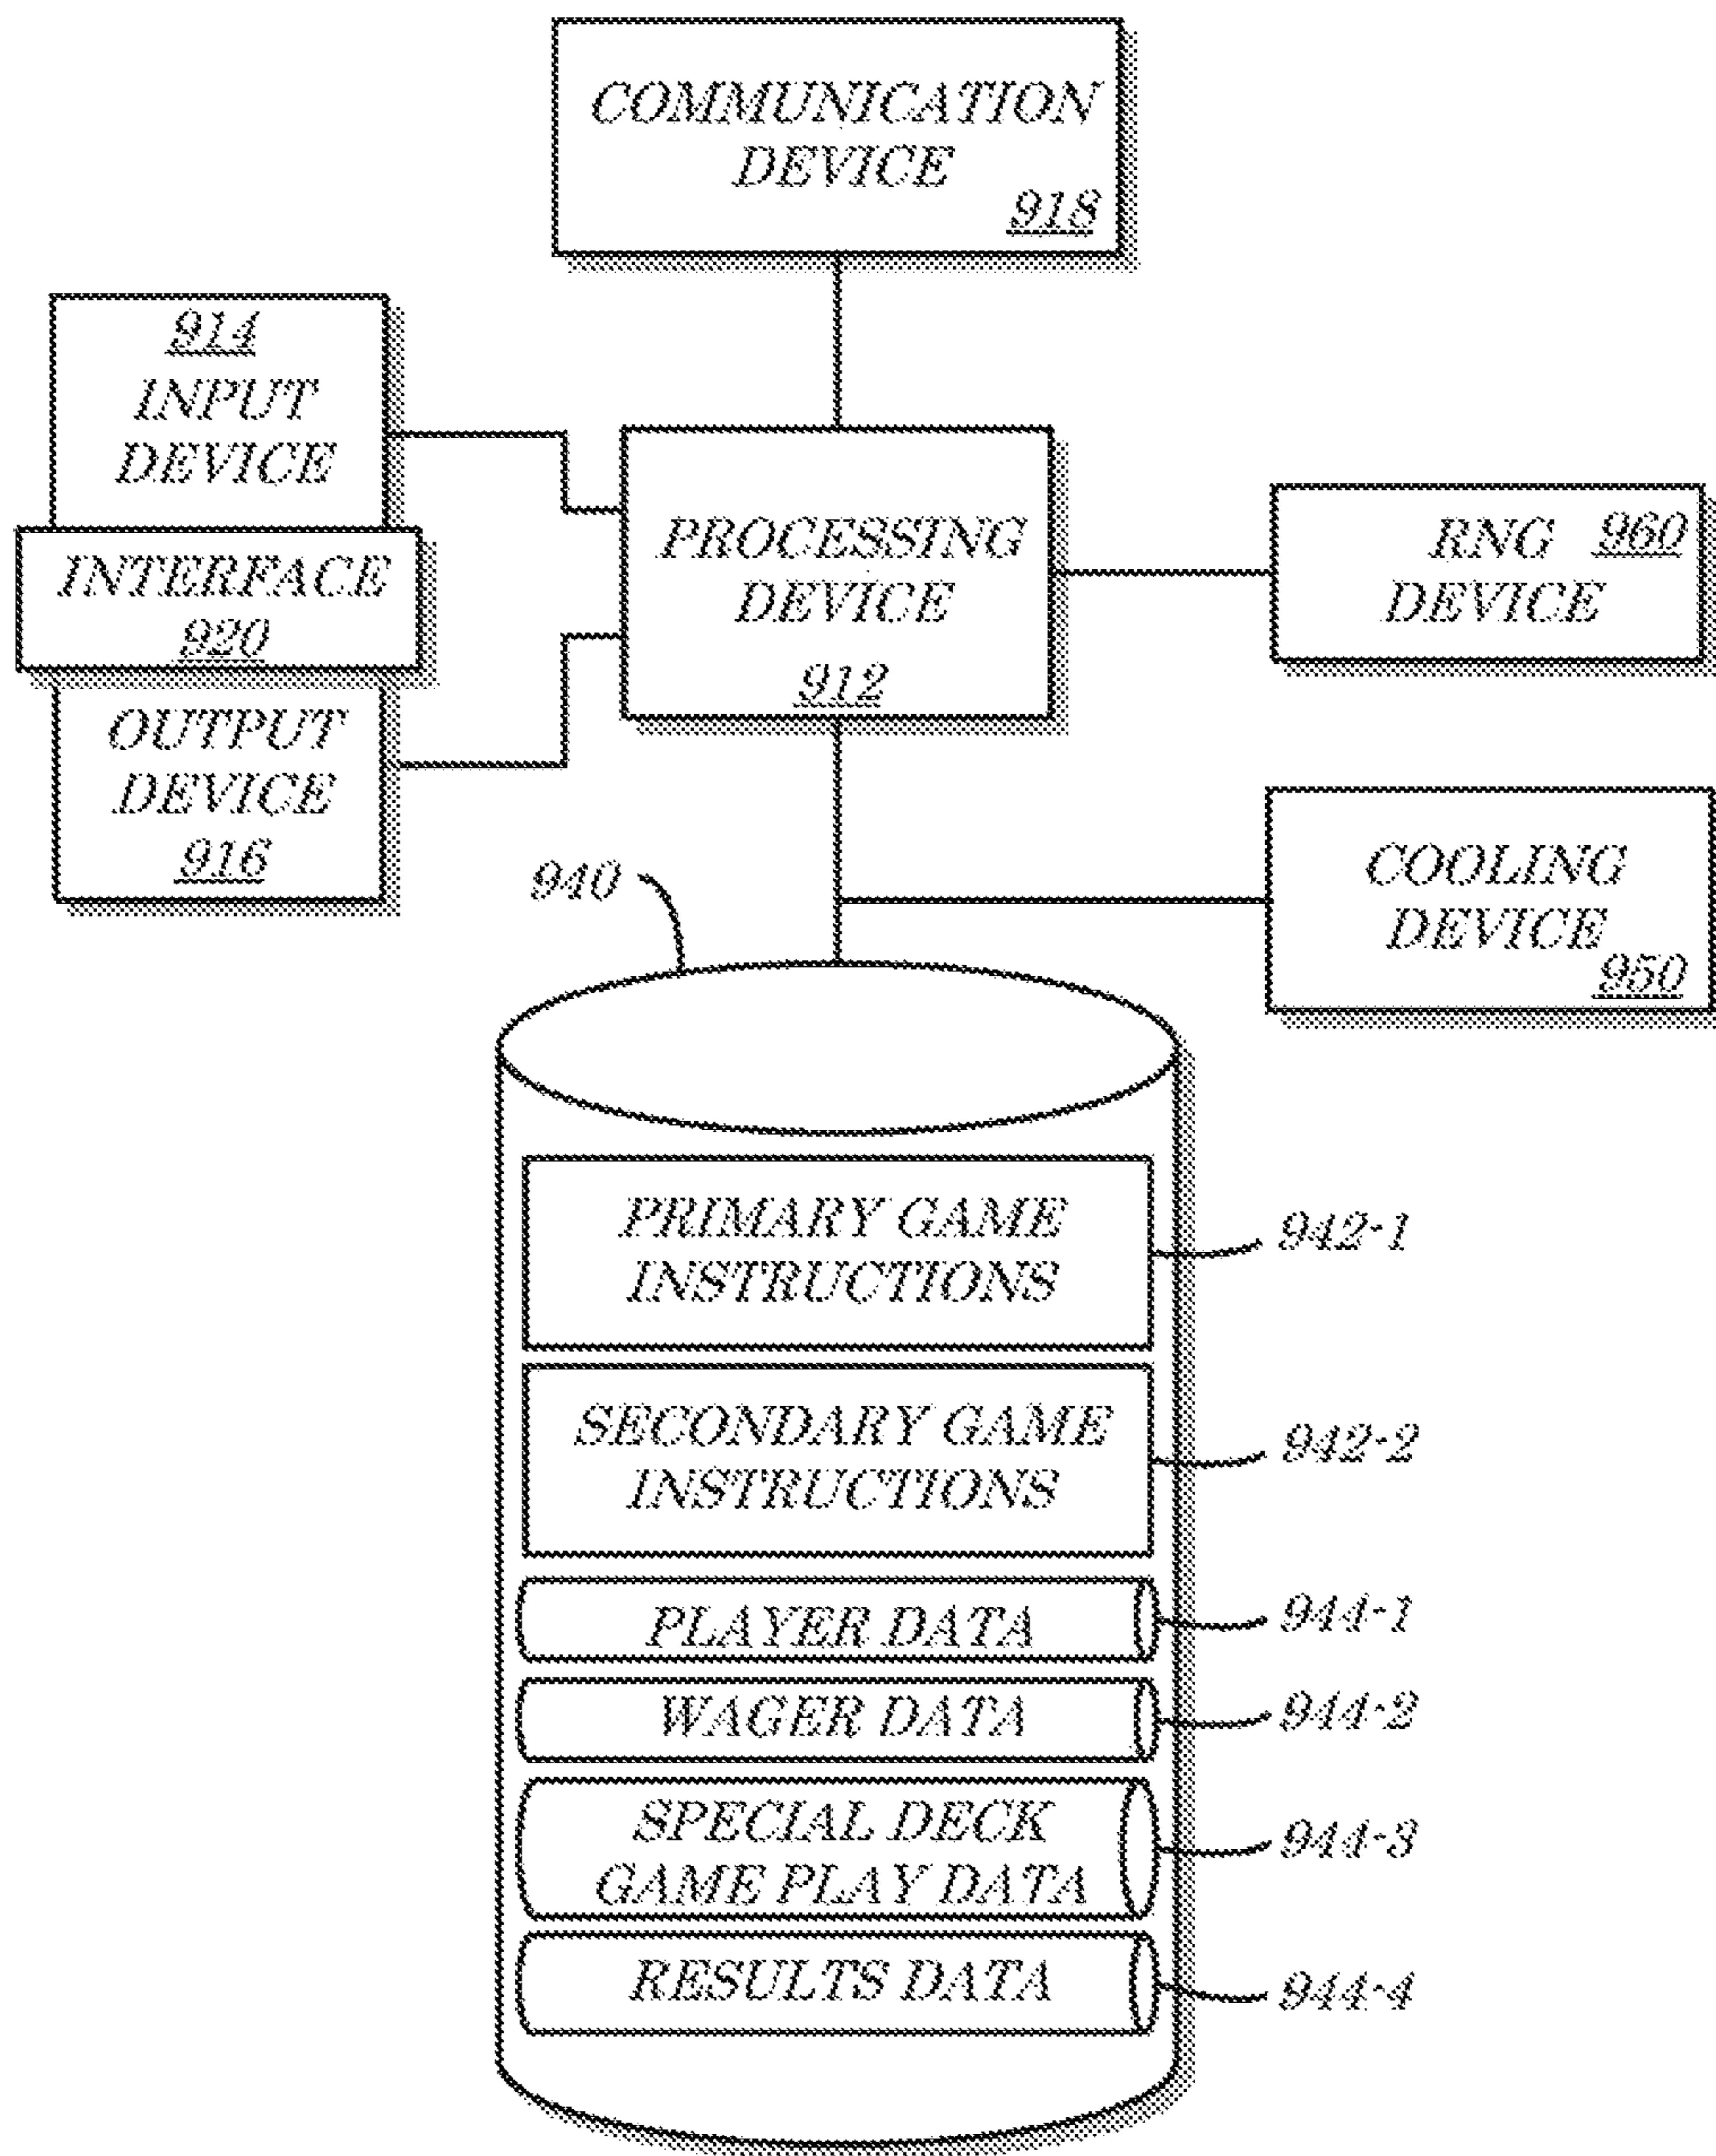 COMMUNICATION
DEVICE
918
914
INPUT
DEVICE
INTERFACE
920
OUTPUT
DEVICE
916
PROCESSING
DEVICE
912
RNG 960
DEVICE
COOLING
DEVICE
950
940
PRIMARY GAME
INSTRUCTIONS
942-1
SECONDARY GAME
INSTRUCTIONS
942-2
PLAYER DATA
944-1
WAGER DATA
944-2
SPECIAL DECK
GAME PLAY DATA
944-3
RESULTS DATA
944-4